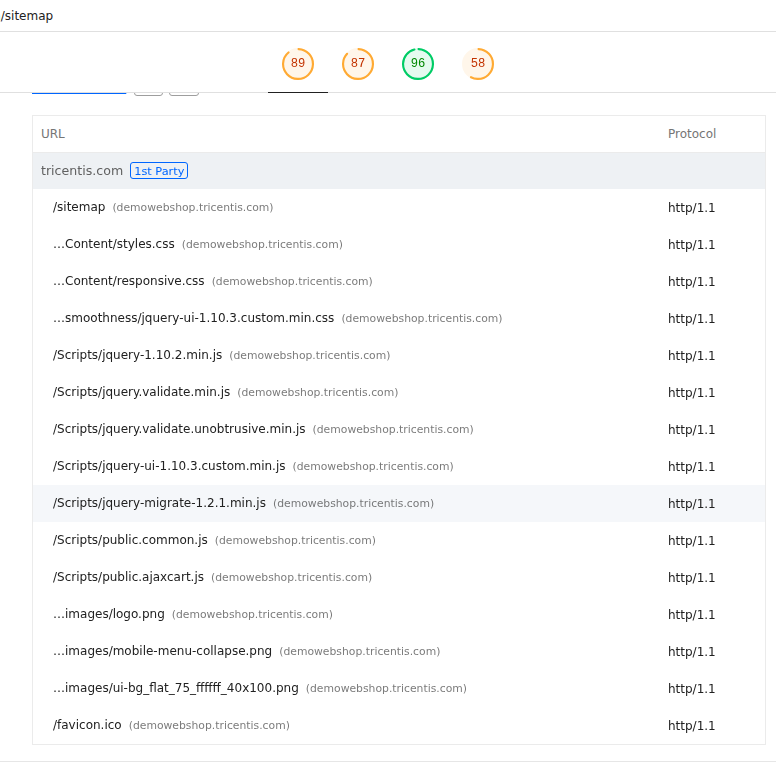 /sitemap
89 87 96 58
URL Protocol
tricentis.com 1st Party
/sitemap (demowebshop.tricentis.com) http/1.1
…Content/styles.css (demowebshop.tricentis.com) http/1.1
…Content/responsive.css (demowebshop.tricentis.com) http/1.1
…smoothness/jquery-ui-1.10.3.custom.min.css (demowebshop.tricentis.com) http/1.1
/Scripts/jquery-1.10.2.min.js (demowebshop.tricentis.com) http/1.1
/Scripts/jquery.validate.min.js (demowebshop.tricentis.com) http/1.1
/Scripts/jquery.validate.unobtrusive.min.js (demowebshop.tricentis.com) http/1.1
/Scripts/jquery-ui-1.10.3.custom.min.js (demowebshop.tricentis.com) http/1.1
/Scripts/jquery-migrate-1.2.1.min.js (demowebshop.tricentis.com) http/1.1
/Scripts/public.common.js (demowebshop.tricentis.com) http/1.1
/Scripts/public.ajaxcart.js (demowebshop.tricentis.com) http/1.1
…images/logo.png (demowebshop.tricentis.com) http/1.1
…images/mobile-menu-collapse.png (demowebshop.tricentis.com) http/1.1
…images/ui-bg_flat_75_ffffff_40x100.png (demowebshop.tricentis.com) http/1.1
/favicon.ico (demowebshop.tricentis.com) http/1.1